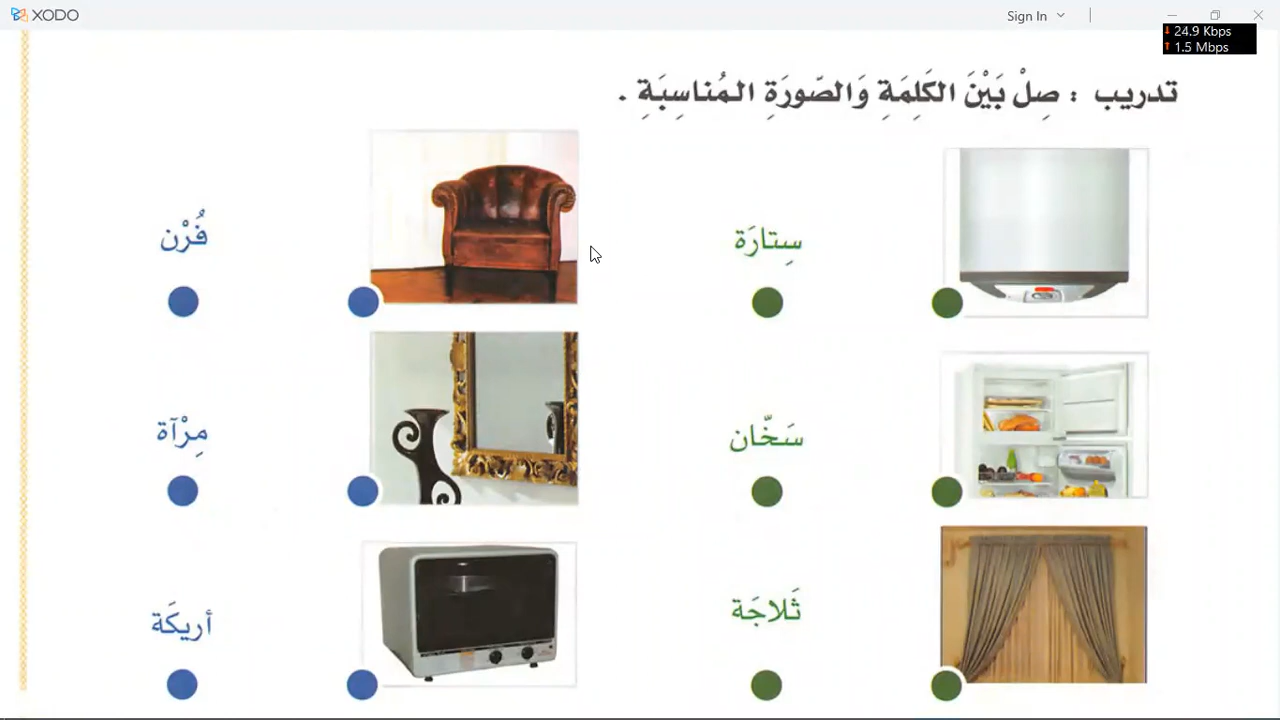 XODO
Sign In
24.9 Kbps
1.5 Mbps
تدريب : صِلْ بَيْنَ الكَلِمَةِ وَالصّورَةِ المُناسِبَةِ .
سِتارَة
فُرْن
سَخّان
مِرْآة
ثَلاجَة
أريكَة